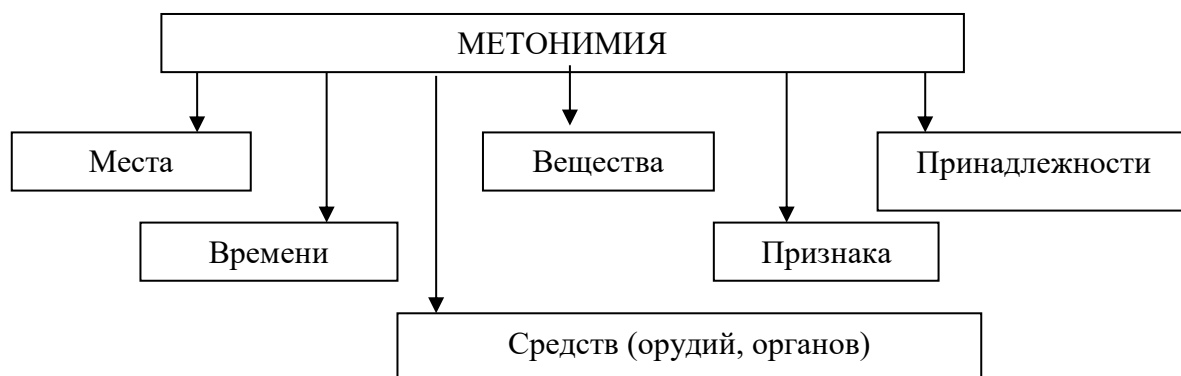 МЕТОНИМИЯ
Места
Вещества
Принадлежности
Времени
Признака
Средств (орудий, органов)